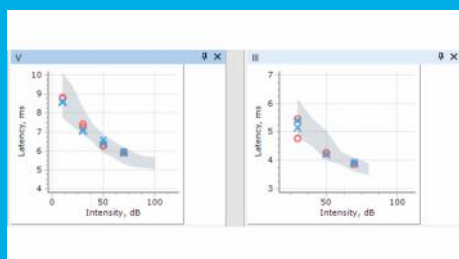 V
III
10
9
8
7
6
5
4
Latency, ms
0
50
100
Intensity, dB
7
6
5
4
3
Latency, ms
50
100
Intensity, dB